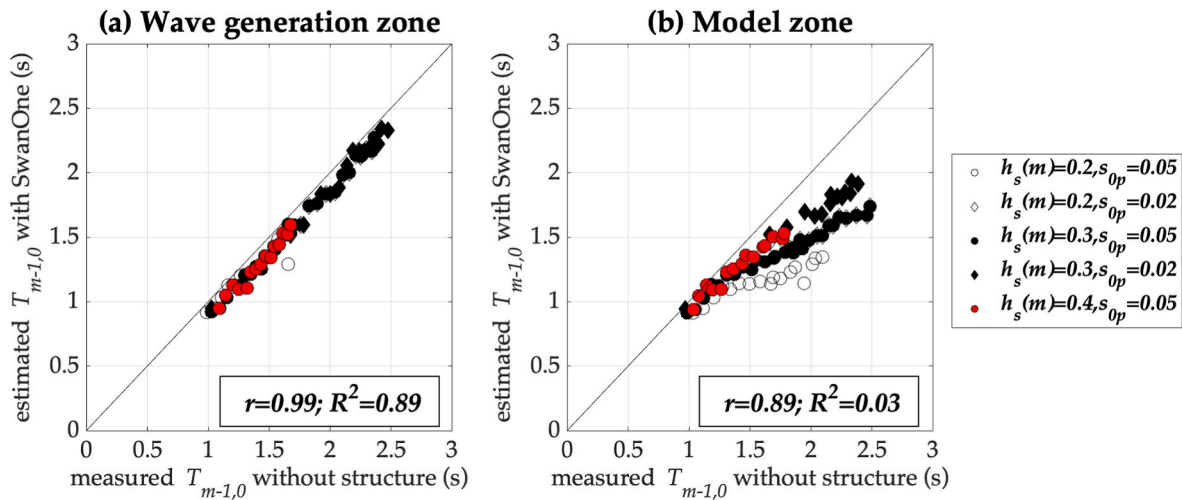 (a) Wave generation zone
estimated T_{m-1,0} with SwanOne (s)
3
2.5
2
1.5
1
0.5
0
r=0.99; R^2=0.89
0 0.5 1 1.5 2 2.5 3
measured T_{m-1,0} without structure (s)
(b) Model zone
estimated T_{m-1,0} with SwanOne (s)
3
2.5
2
1.5
1
0.5
0
r=0.89; R^2=0.03
0 0.5 1 1.5 2 2.5 3
measured T_{m-1,0} without structure (s)
h_s(m)=0.2,s_{0p}=0.05
h_s(m)=0.2,s_{0p}=0.02
h_s(m)=0.3,s_{0p}=0.05
h_s(m)=0.3,s_{0p}=0.02
h_s(m)=0.4,s_{0p}=0.05